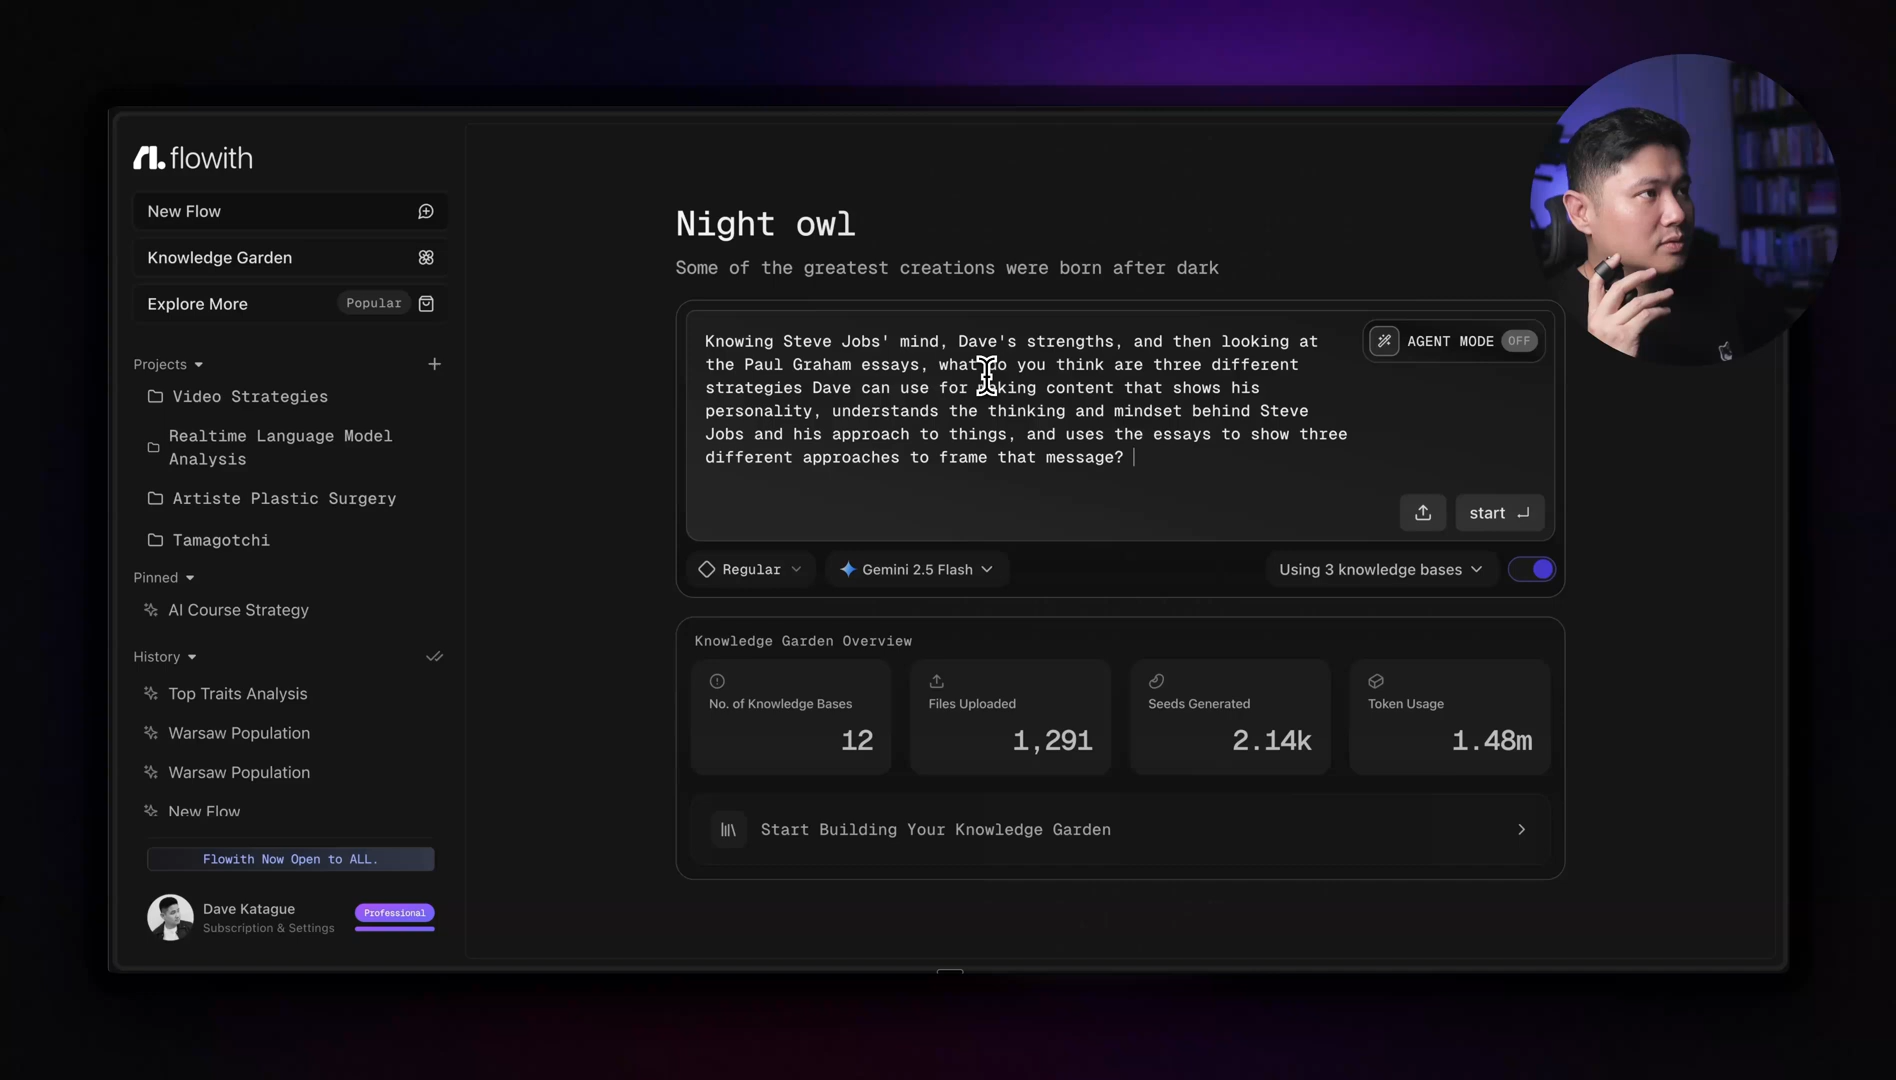 flowith
New Flow
Knowledge Garden
Explore More
Popular
Projects
Video Strategies
Realtime Language Model
Analysis
Artiste Plastic Surgery
Tamagotchi
Pinned
AI Course Strategy
History
Top Traits Analysis
Warsaw Population
Warsaw Population
New Flow
Flowith Now Open to ALL.
Dave Katague
Subscription & Settings
Professional
Night owl
Some of the greatest creations were born after dark
Knowing Steve Jobs' mind, Dave's strengths, and then looking at
the Paul Graham essays, what do you think are three different
strategies Dave can use for making content that shows his
personality, understands the thinking and mindset behind Steve
Jobs and his approach to things, and uses the essays to show three
different approaches to frame that message?
AGENT MODE OFF
start
Regular
Gemini 2.5 Flash
Using 3 knowledge bases
Knowledge Garden Overview
No. of Knowledge Bases
12
Files Uploaded
1,291
Seeds Generated
2.14k
Token Usage
1.48m
Start Building Your Knowledge Garden